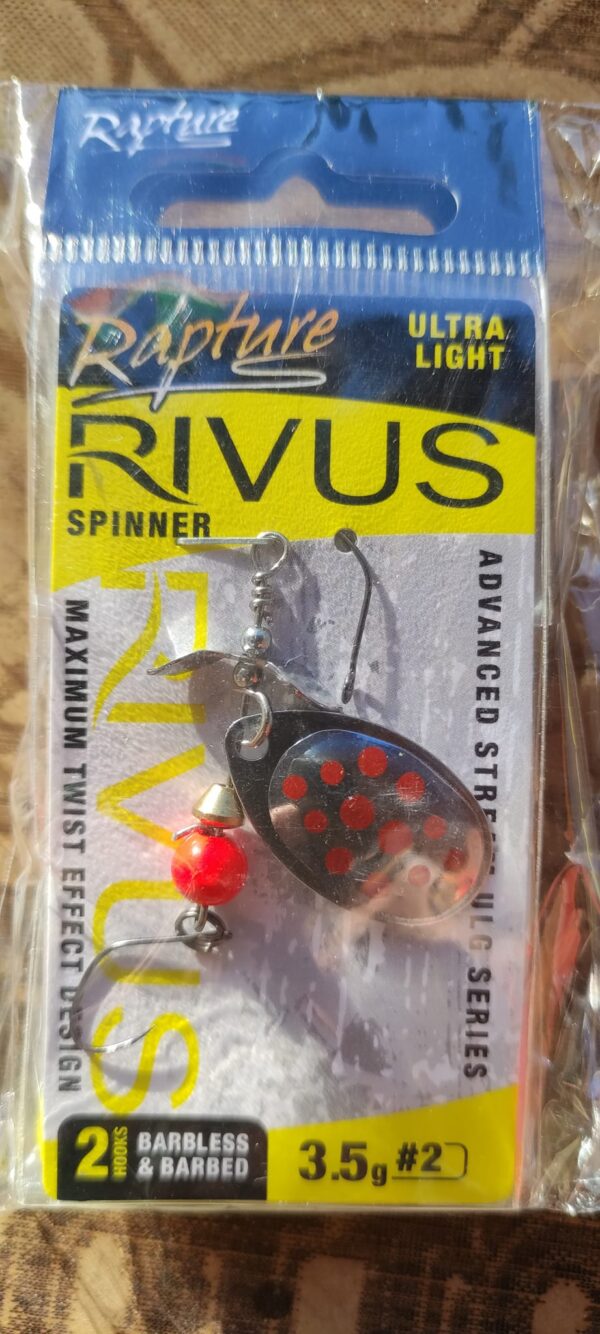 Rapture
Rapture
ULTRA
LIGHT
RIVUS
SPINNER
RIVUS
MAXIMUM TWIST EFFECT DESIGN
ADVANCED STREAM ULG SERIES
2 HOOKS
BARBLESS
& BARBED
3.5g #2